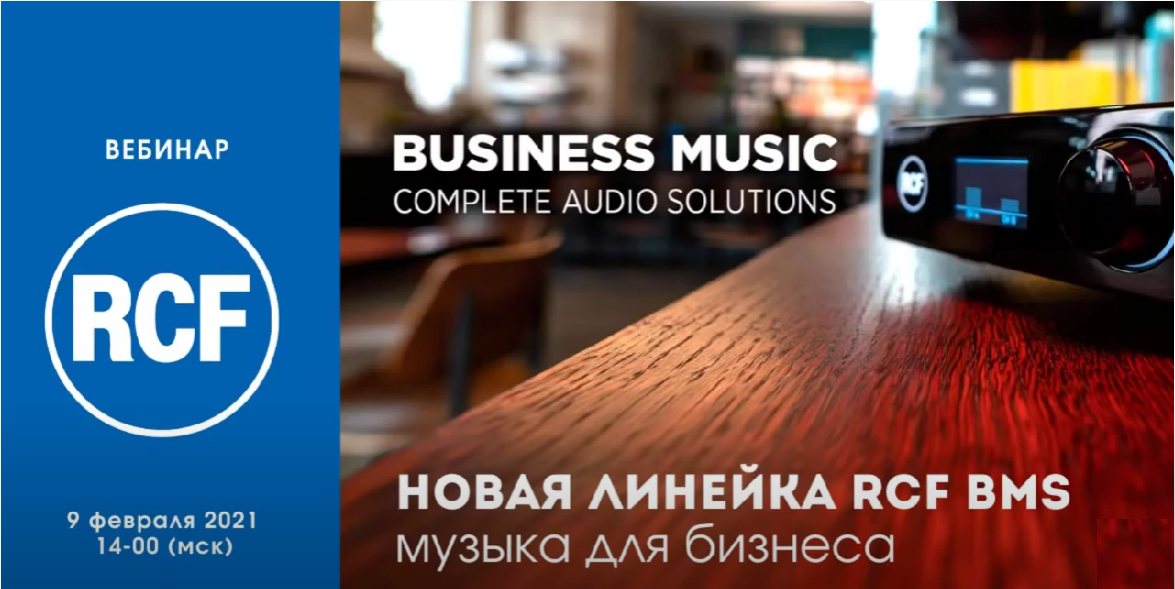 ВЕБИНАР
RCF
9 февраля 2021
14-00 (мск)
BUSINESS MUSIC
COMPLETE AUDIO SOLUTIONS
RCF
НОВАЯ ЛИНЕЙКА RCF BMS
музыка для бизнеса